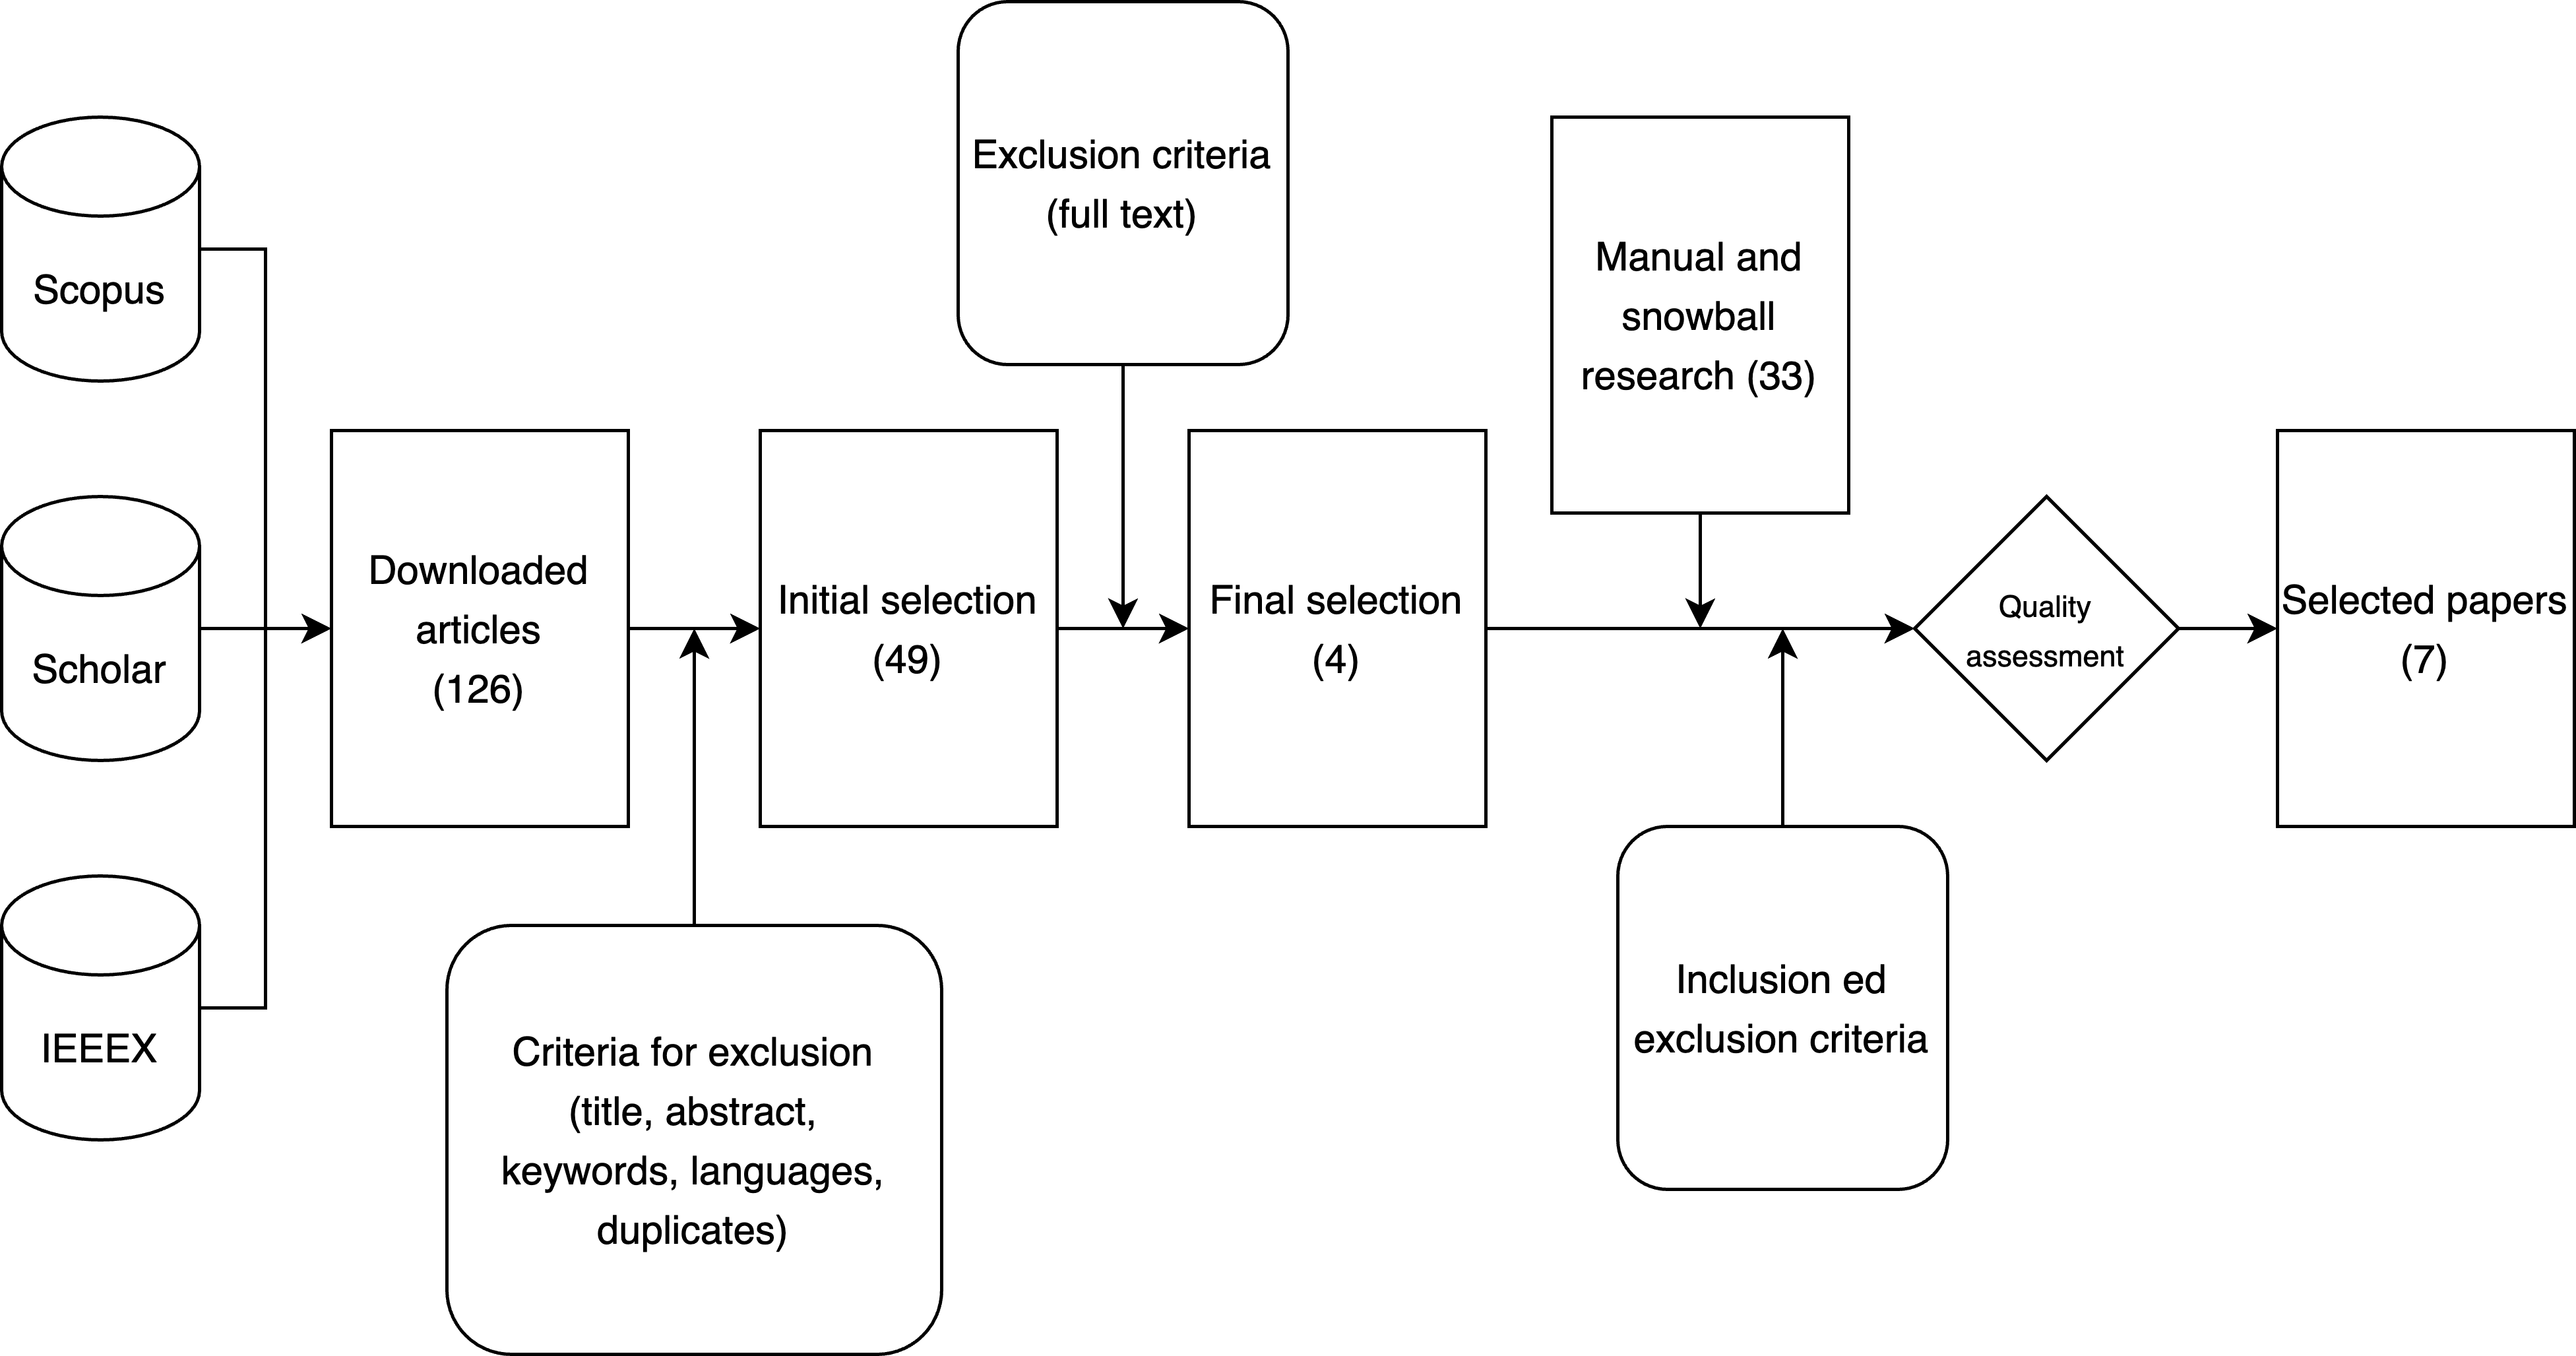 Scopus
Scholar
IEEEX
Downloaded
articles
(126)
Criteria for exclusion
(title, abstract,
keywords, languages,
duplicates)
Initial selection
(49)
Exclusion criteria
(full text)
Final selection
(4)
Manual and
snowball
research (33)
Inclusion ed
exclusion criteria
Quality
assessment
Selected papers
(7)